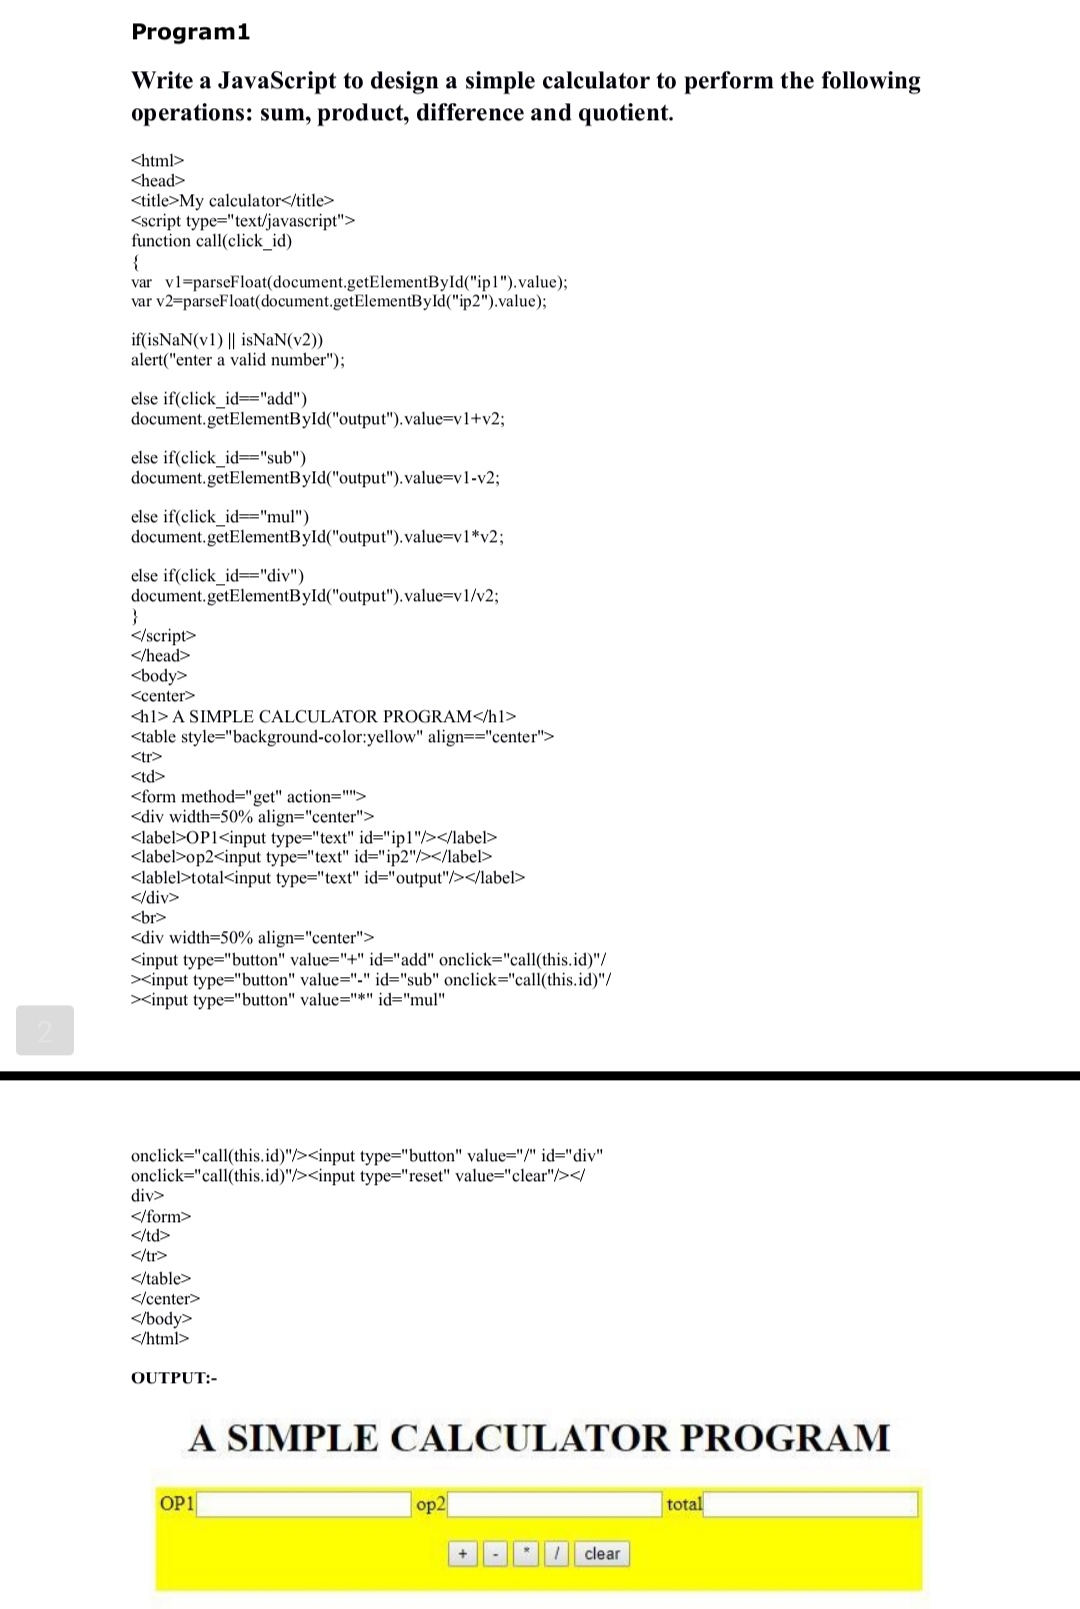 Program1
Write a JavaScript to design a simple calculator to perform the following
operations: sum, product, difference and quotient.
<html>
<head>
<title>My calculator</title>
<script type="text/javascript">
function call(click_id)
{
var v1=parseFloat(document.getElementById("ip1").value);
var v2=parseFloat(document.getElementById("ip2").value);
if(isNaN(v1) || isNaN(v2))
alert("enter a valid number");
else if(click_id=="add")
document.getElementById("output").value=v1+v2;
else if(click_id=="sub")
document.getElementById("output").value=v1-v2;
else if(click_id=="mul")
document.getElementById("output").value=v1*v2;
else if(click_id=="div")
document.getElementById("output").value=v1/v2;
}
</script>
</head>
<body>
<center>
<h1> A SIMPLE CALCULATOR PROGRAM</h1>
<table style="background-color:yellow" align=="center">
<tr>
<td>
<form method="get" action="">
<div width=50% align="center">
<label>OP1<input type="text" id="ip1"/></label>
<label>op2<input type="text" id="ip2"/></label>
<lablel>total<input type="text" id="output"/></label>
</div>
<br>
<div width=50% align="center">
<input type="button" value="+" id="add" onclick="call(this.id)"/
><input type="button" value="-" id="sub" onclick="call(this.id)"/
><input type="button" value="*" id="mul"
2
onclick="call(this.id)"/><input type="button" value="/" id="div"
onclick="call(this.id)"/><input type="reset" value="clear"/></
div>
</form>
</td>
</tr>
</table>
</center>
</body>
</html>
OUTPUT:-
A SIMPLE CALCULATOR PROGRAM
OP1 op2 total
+ - * / clear